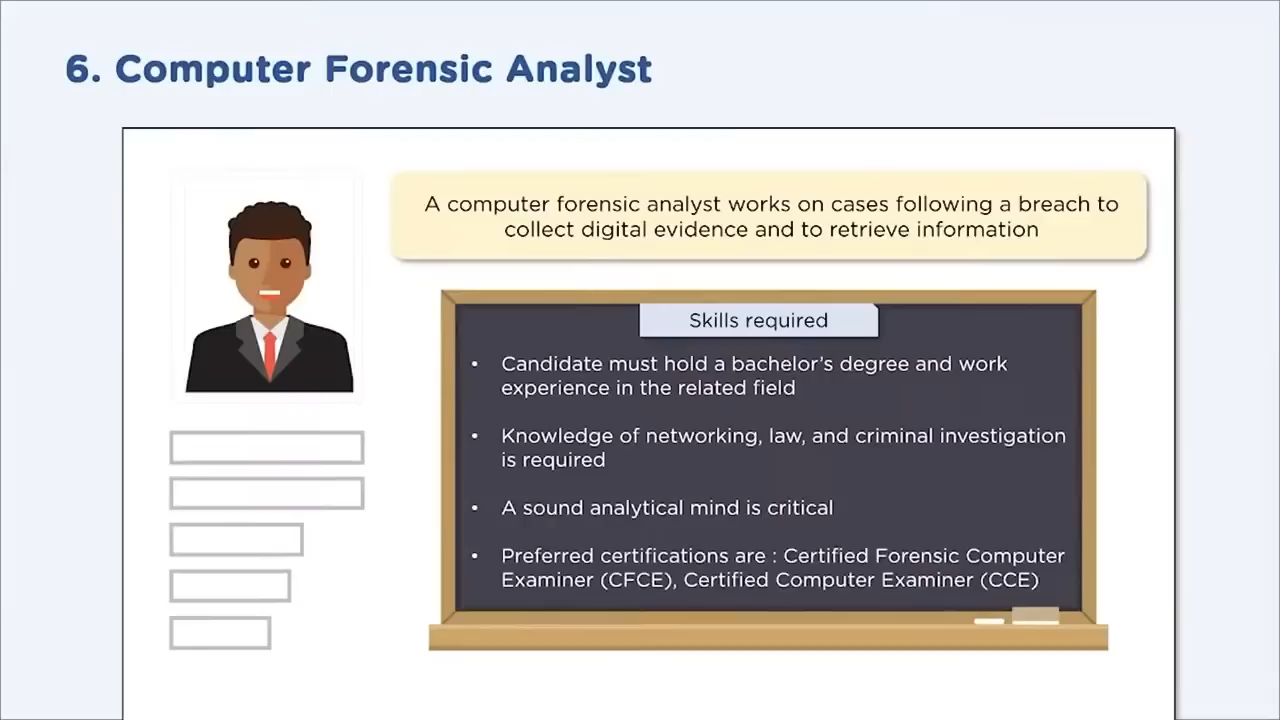 6. Computer Forensic Analyst
A computer forensic analyst works on cases following a breach to
collect digital evidence and to retrieve information
Skills required
• Candidate must hold a bachelor's degree and work
experience in the related field
• Knowledge of networking, law, and criminal investigation
is required
• A sound analytical mind is critical
• Preferred certifications are : Certified Forensic Computer
Examiner (CFCE), Certified Computer Examiner (CCE)